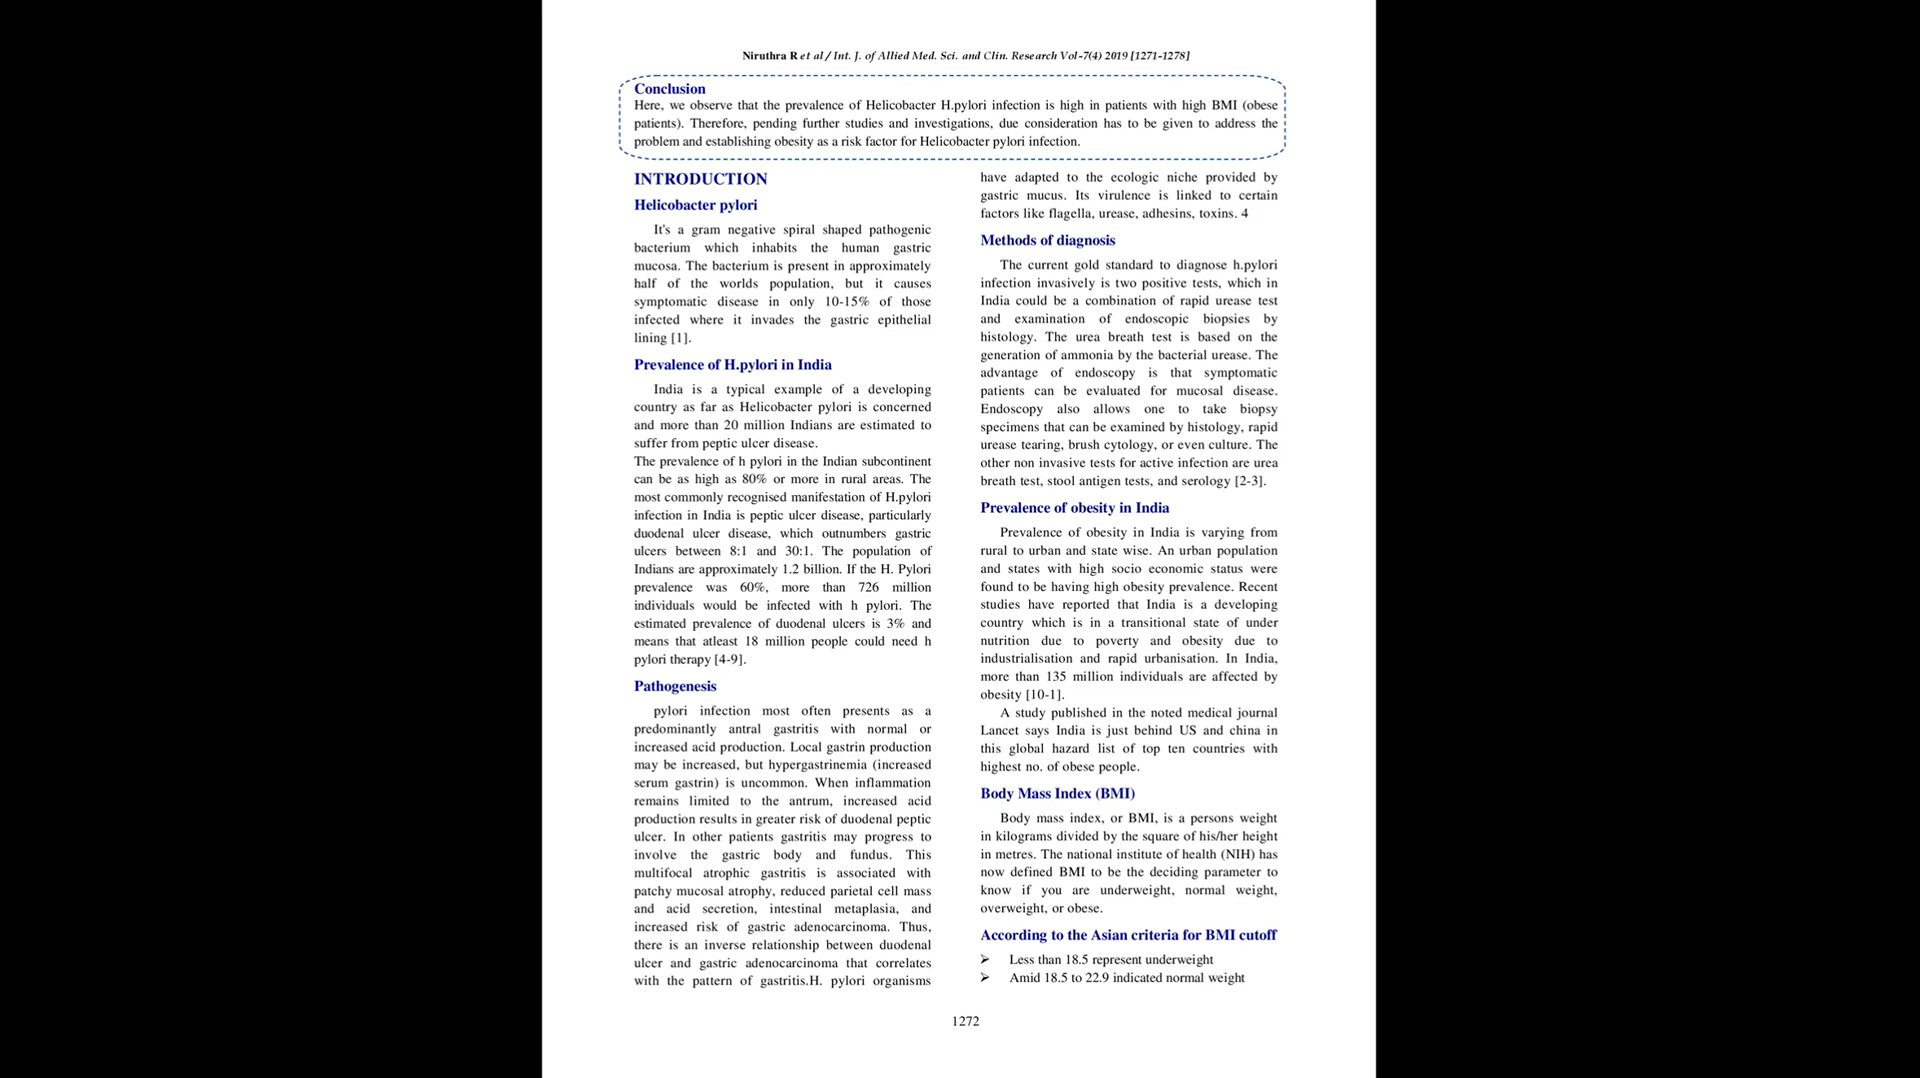 Niruthra R et al / Int. J. of Allied Med. Sci. and Clin. Research Vol-7(4) 2019 [1271-1278]
Conclusion
Here, we observe that the prevalence of Helicobacter H.pylori infection is high in patients with high BMI (obese
patients). Therefore, pending further studies and investigations, due consideration has to be given to address the
problem and establishing obesity as a risk factor for Helicobacter pylori infection.
INTRODUCTION
Helicobacter pylori
It's a gram negative spiral shaped pathogenic
bacterium which inhabits the human gastric
mucosa. The bacterium is present in approximately
half of the worlds population, but it causes
symptomatic disease in only 10-15% of those
infected where it invades the gastric epithelial
lining [1].
Prevalence of H.pylori in India
India is a typical example of a developing
country as far as Helicobacter pylori is concerned
and more than 20 million Indians are estimated to
suffer from peptic ulcer disease.
The prevalence of h pylori in the Indian subcontinent
can be as high as 80% or more in rural areas. The
most commonly recognised manifestation of H.pylori
infection in India is peptic ulcer disease, particularly
duodenal ulcer disease, which outnumbers gastric
ulcers between 8:1 and 30:1. The population of
Indians are approximately 1.2 billion. If the H. Pylori
prevalence was 60%, more than 726 million
individuals would be infected with h pylori. The
estimated prevalence of duodenal ulcers is 3% and
means that atleast 18 million people could need h
pylori therapy [4-9].
Pathogenesis
pylori infection most often presents as a
predominantly antral gastritis with normal or
increased acid production. Local gastrin production
may be increased, but hypergastrinemia (increased
serum gastrin) is uncommon. When inflammation
remains limited to the antrum, increased acid
production results in greater risk of duodenal peptic
ulcer. In other patients gastritis may progress to
involve the gastric body and fundus. This
multifocal atrophic gastritis is associated with
patchy mucosal atrophy, reduced parietal cell mass
and acid secretion, intestinal metaplasia, and
increased risk of gastric adenocarcinoma. Thus,
there is an inverse relationship between duodenal
ulcer and gastric adenocarcinoma that correlates
with the pattern of gastritis.H. pylori organisms
have adapted to the ecologic niche provided by
gastric mucus. Its virulence is linked to certain
factors like flagella, urease, adhesins, toxins. 4
Methods of diagnosis
The current gold standard to diagnose h.pylori
infection invasively is two positive tests, which in
India could be a combination of rapid urease test
and examination of endoscopic biopsies by
histology. The urea breath test is based on the
generation of ammonia by the bacterial urease. The
advantage of endoscopy is that symptomatic
patients can be evaluated for mucosal disease.
Endoscopy also allows one to take biopsy
specimens that can be examined by histology, rapid
urease tearing, brush cytology, or even culture. The
other non invasive tests for active infection are urea
breath test, stool antigen tests, and serology [2-3].
Prevalence of obesity in India
Prevalence of obesity in India is varying from
rural to urban and state wise. An urban population
and states with high socio economic status were
found to be having high obesity prevalence. Recent
studies have reported that India is a developing
country which is in a transitional state of under
nutrition due to poverty and obesity due to
industrialisation and rapid urbanisation. In India,
more than 135 million individuals are affected by
obesity [10-1].
A study published in the noted medical journal
Lancet says India is just behind US and china in
this global hazard list of top ten countries with
highest no. of obese people.
Body Mass Index (BMI)
Body mass index, or BMI, is a persons weight
in kilograms divided by the square of his/her height
in metres. The national institute of health (NIH) has
now defined BMI to be the deciding parameter to
know if you are underweight, normal weight,
overweight, or obese.
According to the Asian criteria for BMI cutoff
➢ Less than 18.5 represent underweight
➢ Amid 18.5 to 22.9 indicated normal weight
1272